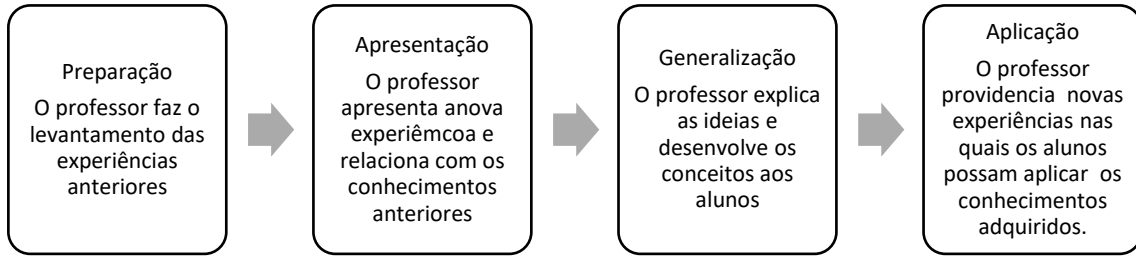 Preparação
O professor faz o
levantamento das
experiências
anteriores
Apresentação
O professor
apresenta anova
experiêmcoa e
relaciona com os
conhecimentos
anteriores
Generalização
O professor explica
as ideias e
desenvolve os
conceitos aos
alunos
Aplicação
O professor
providencia novas
experiências nas
quais os alunos
possam aplicar os
conhecimentos
adquiridos.